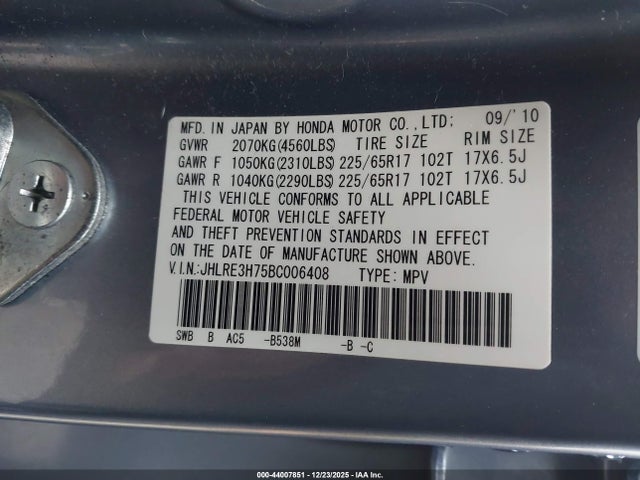 MFD. IN JAPAN BY HONDA MOTOR CO., LTD: 09/'10
GVWR 2070KG(4560LBS) TIRE SIZE RIM SIZE
GAWR F 1050KG(2310LBS) 225/65R17 102T 17X6.5J
GAWR R 1040KG(2290LBS) 225/65R17 102T 17X6.5J
THIS VEHICLE CONFORMS TO ALL APPLICABLE
FEDERAL MOTOR VEHICLE SAFETY
AND THEFT PREVENTION STANDARDS IN EFFECT
ON THE DATE OF MANUFACTURE SHOWN ABOVE.
V.I.N.:JHLRE3H75BC006408 TYPE: MPV
SWB B AC5 -B538M -B -C
000-44007851 - 12/23/2025 - IAA Inc.